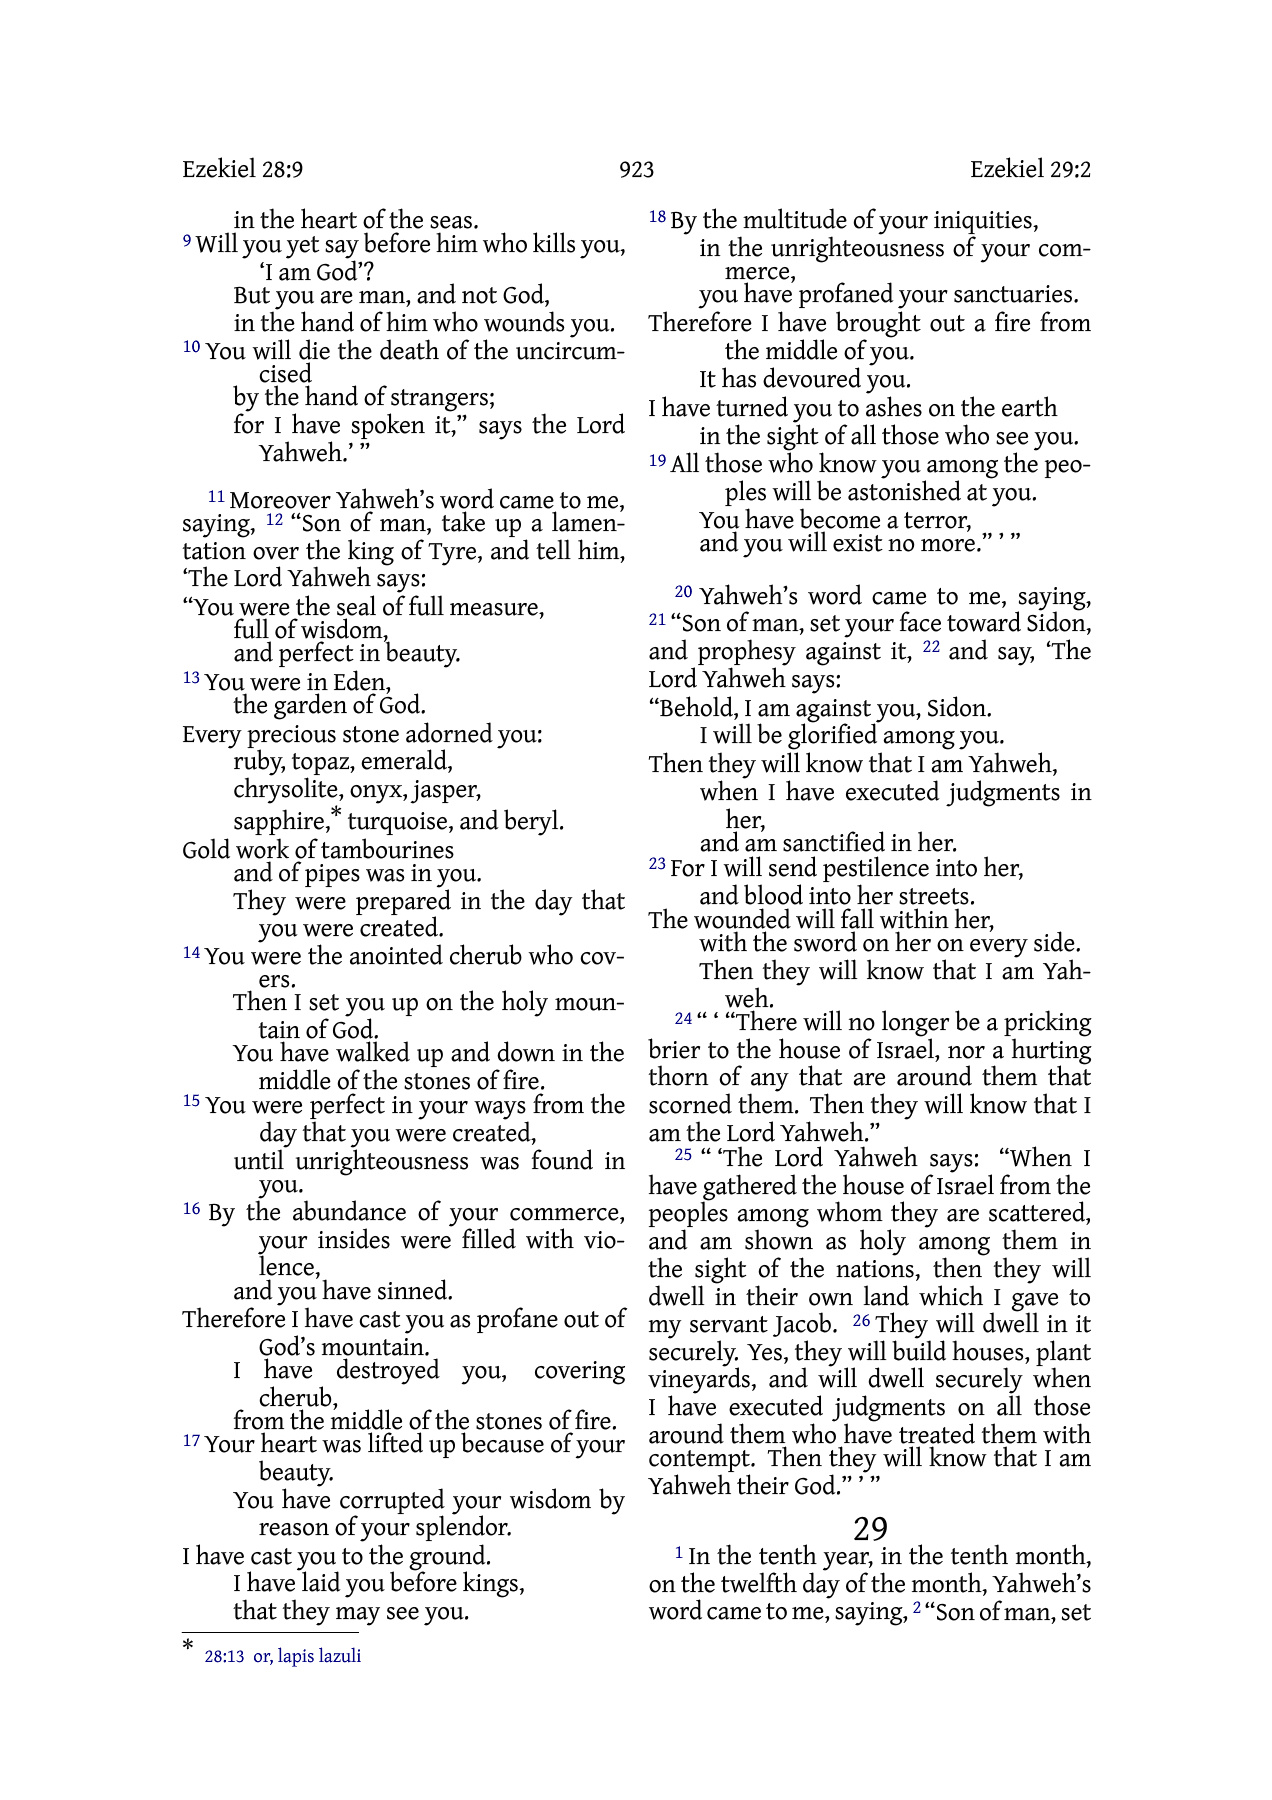 Ezekiel 28:9 923 Ezekiel 29:2
in the heart of the seas.
9 Will you yet say before him who kills you,
‘I am God’?
But you are man, and not God,
in the hand of him who wounds you.
10 You will die the death of the uncircum-
cised
by the hand of strangers;
for I have spoken it,” says the Lord
Yahweh.’ ”
11 Moreover Yahweh’s word came to me,
saying, 12 “Son of man, take up a lamen-
tation over the king of Tyre, and tell him,
‘The Lord Yahweh says:
“You were the seal of full measure,
full of wisdom,
and perfect in beauty.
13 You were in Eden,
the garden of God.
Every precious stone adorned you:
ruby, topaz, emerald,
chrysolite, onyx, jasper,
sapphire,* turquoise, and beryl.
Gold work of tambourines
and of pipes was in you.
They were prepared in the day that
you were created.
14 You were the anointed cherub who cov-
ers.
Then I set you up on the holy moun-
tain of God.
You have walked up and down in the
middle of the stones of fire.
15 You were perfect in your ways from the
day that you were created,
until unrighteousness was found in
you.
16 By the abundance of your commerce,
your insides were filled with vio-
lence,
and you have sinned.
Therefore I have cast you as profane out of
God’s mountain.
I have destroyed you, covering
cherub,
from the middle of the stones of fire.
17 Your heart was lifted up because of your
beauty.
You have corrupted your wisdom by
reason of your splendor.
I have cast you to the ground.
I have laid you before kings,
that they may see you.
* 28:13 or, lapis lazuli
18 By the multitude of your iniquities,
in the unrighteousness of your com-
merce,
you have profaned your sanctuaries.
Therefore I have brought out a fire from
the middle of you.
It has devoured you.
I have turned you to ashes on the earth
in the sight of all those who see you.
19 All those who know you among the peo-
ples will be astonished at you.
You have become a terror,
and you will exist no more.” ’ ”
20 Yahweh’s word came to me, saying,
21 “Son of man, set your face toward Sidon,
and prophesy against it, 22 and say, ‘The
Lord Yahweh says:
“Behold, I am against you, Sidon.
I will be glorified among you.
Then they will know that I am Yahweh,
when I have executed judgments in
her,
and am sanctified in her.
23 For I will send pestilence into her,
and blood into her streets.
The wounded will fall within her,
with the sword on her on every side.
Then they will know that I am Yah-
weh.
24 “ ‘ “There will no longer be a pricking
brier to the house of Israel, nor a hurting
thorn of any that are around them that
scorned them. Then they will know that I
am the Lord Yahweh.”
25 “ ‘The Lord Yahweh says: “When I
have gathered the house of Israel from the
peoples among whom they are scattered,
and am shown as holy among them in
the sight of the nations, then they will
dwell in their own land which I gave to
my servant Jacob. 26 They will dwell in it
securely. Yes, they will build houses, plant
vineyards, and will dwell securely when
I have executed judgments on all those
around them who have treated them with
contempt. Then they will know that I am
Yahweh their God.” ’ ”
29
1 In the tenth year, in the tenth month,
on the twelfth day of the month, Yahweh’s
word came to me, saying, 2 “Son of man, set